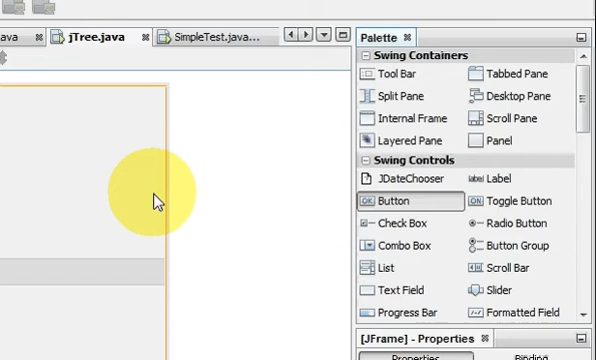 ava
jTree.java
SimpleTest.java...
Palette
Swing Containers
Tool Bar
Tabbed Pane
Split Pane
Desktop Pane
Internal Frame
Scroll Pane
Layered Pane
Panel
Swing Controls
JDateChooser
label Label
OK Button
ON Toggle Button
Check Box
Radio Button
Combo Box
Button Group
List
Scroll Bar
Text Field
Slider
Progress Bar
Formatted Field
[JFrame] - Properties
Properties
Binding